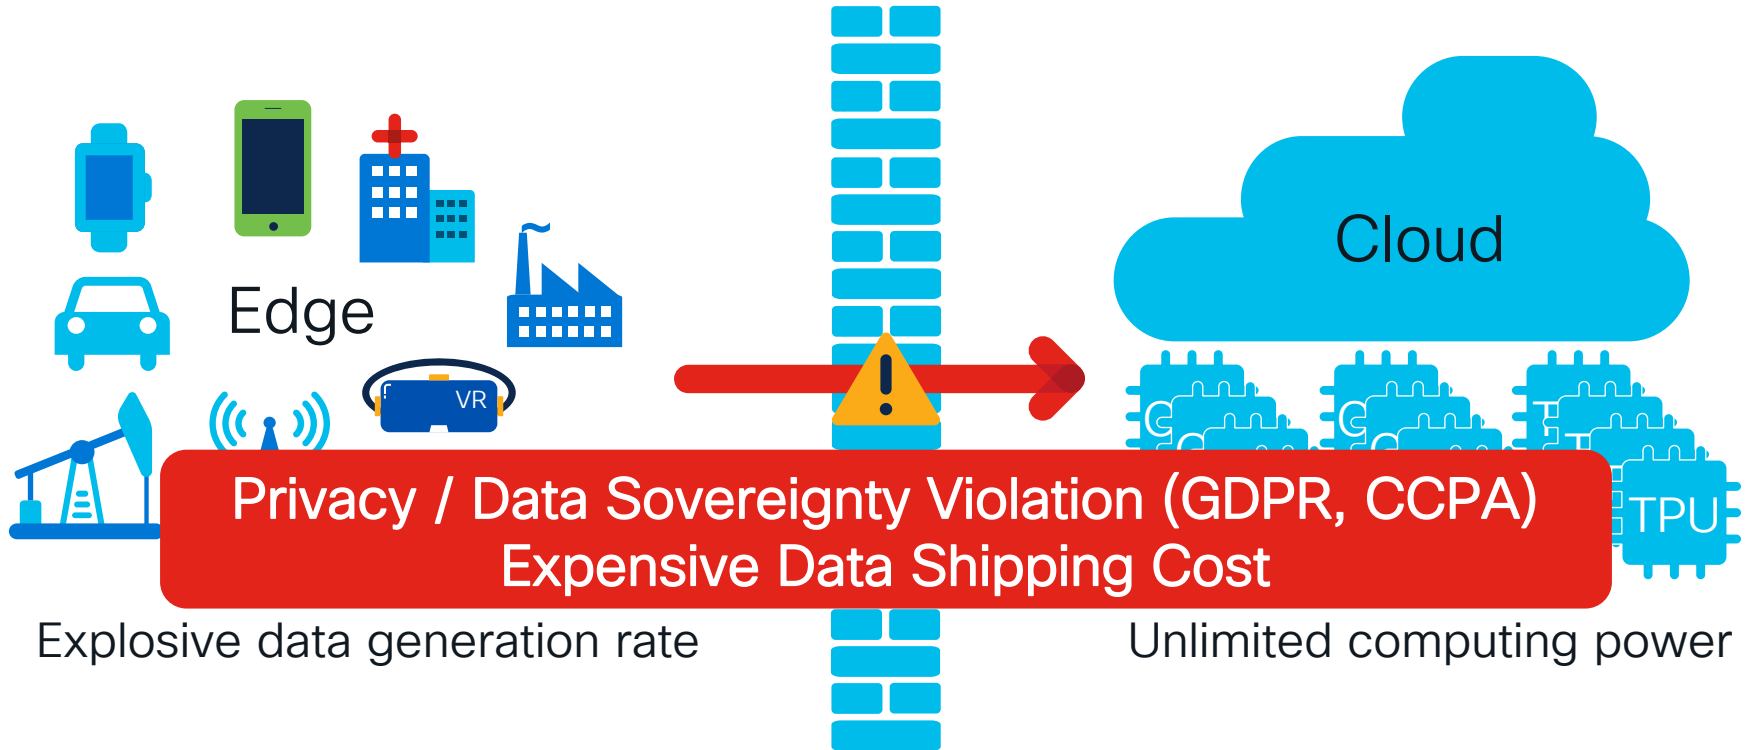 Cloud
Edge
VR
Privacy / Data Sovereignty Violation (GDPR, CCPA)
Expensive Data Shipping Cost
TPU
Explosive data generation rate
Unlimited computing power